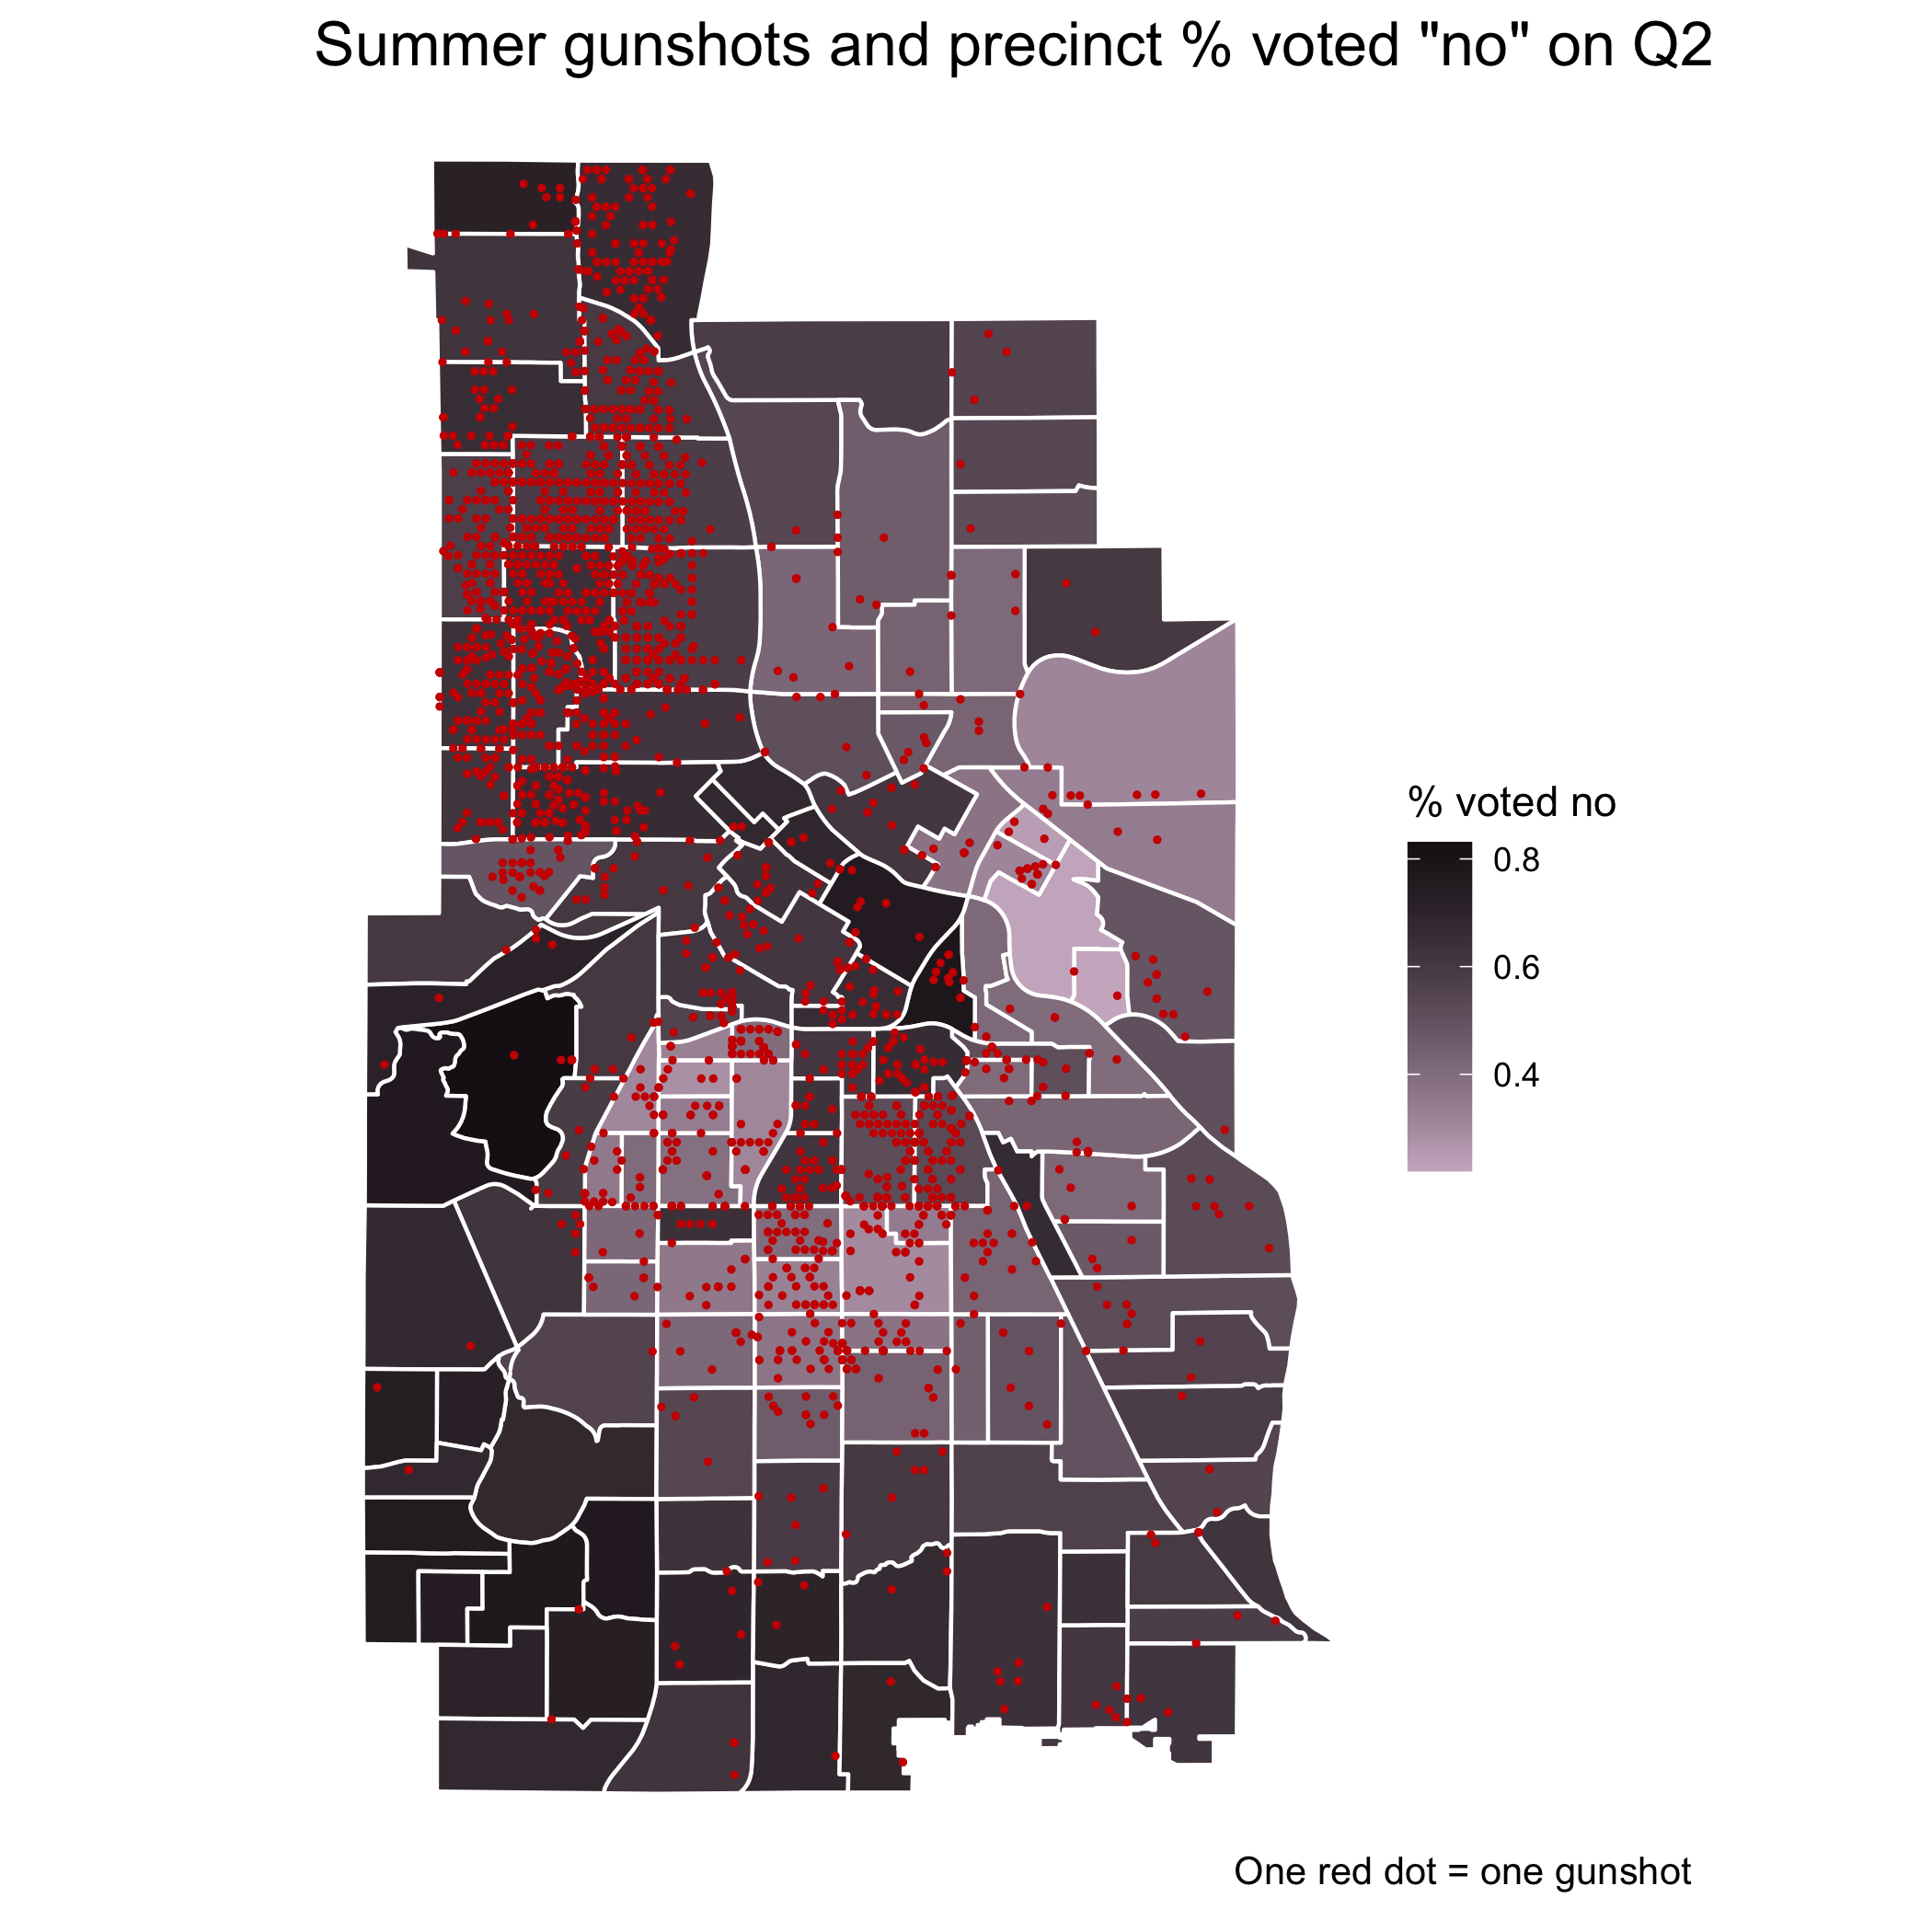 Summer gunshots and precinct % voted "no" on Q2
% voted no
0.8
0.6
0.4
One red dot = one gunshot